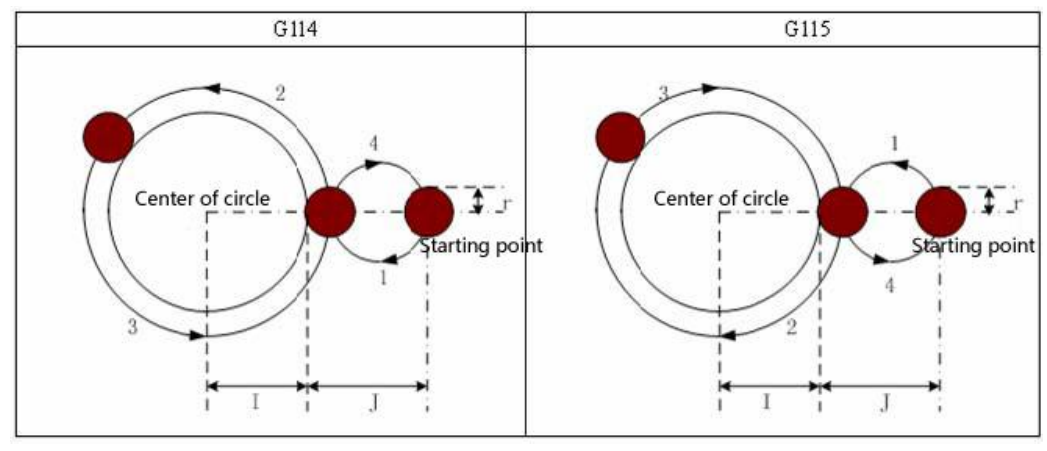 G114
G115
2
4
Center of circle
r
Starting point
1
3
I
J
3
1
Center of circle
r
Starting point
4
2
I
J